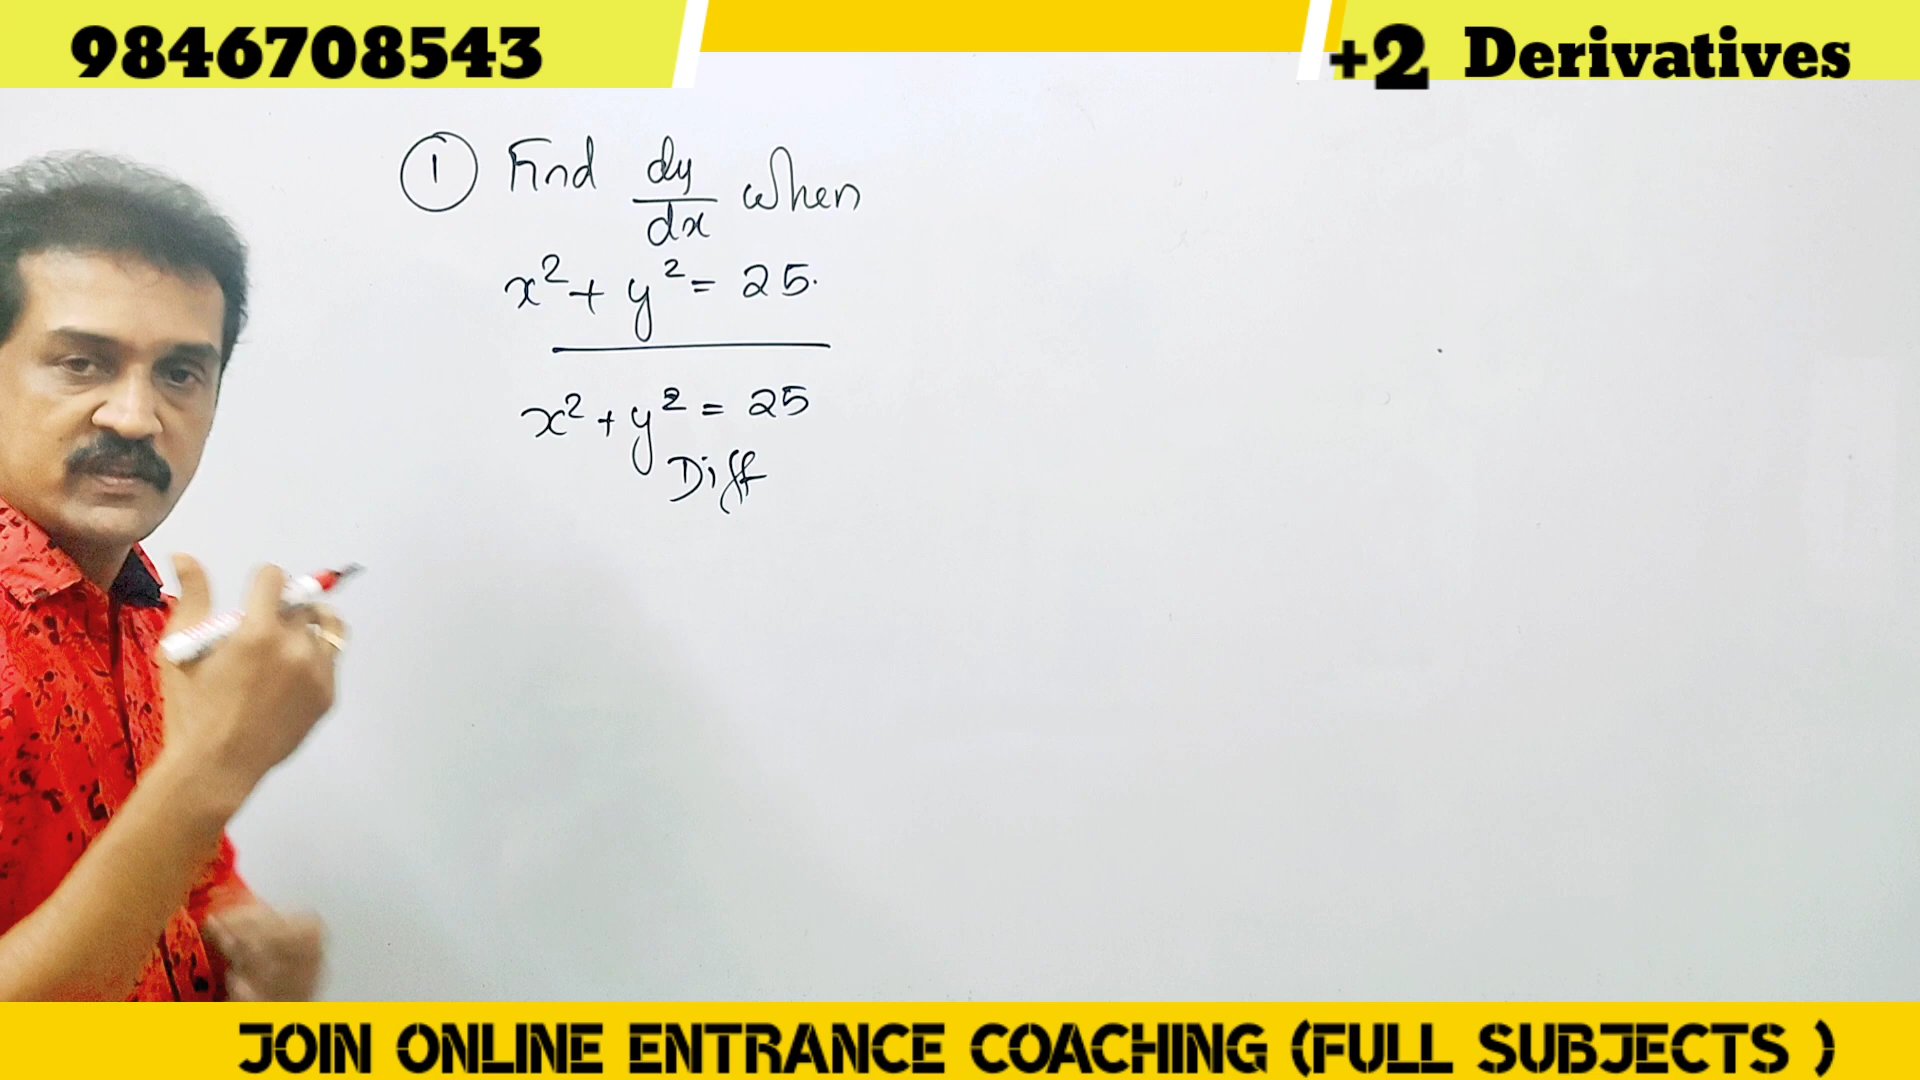 9846708543
+2 Derivatives
① Find dy/dx when
x² + y² = 25.
x² + y² = 25
Diff
JOIN ONLINE ENTRANCE COACHING (FULL SUBJECTS )